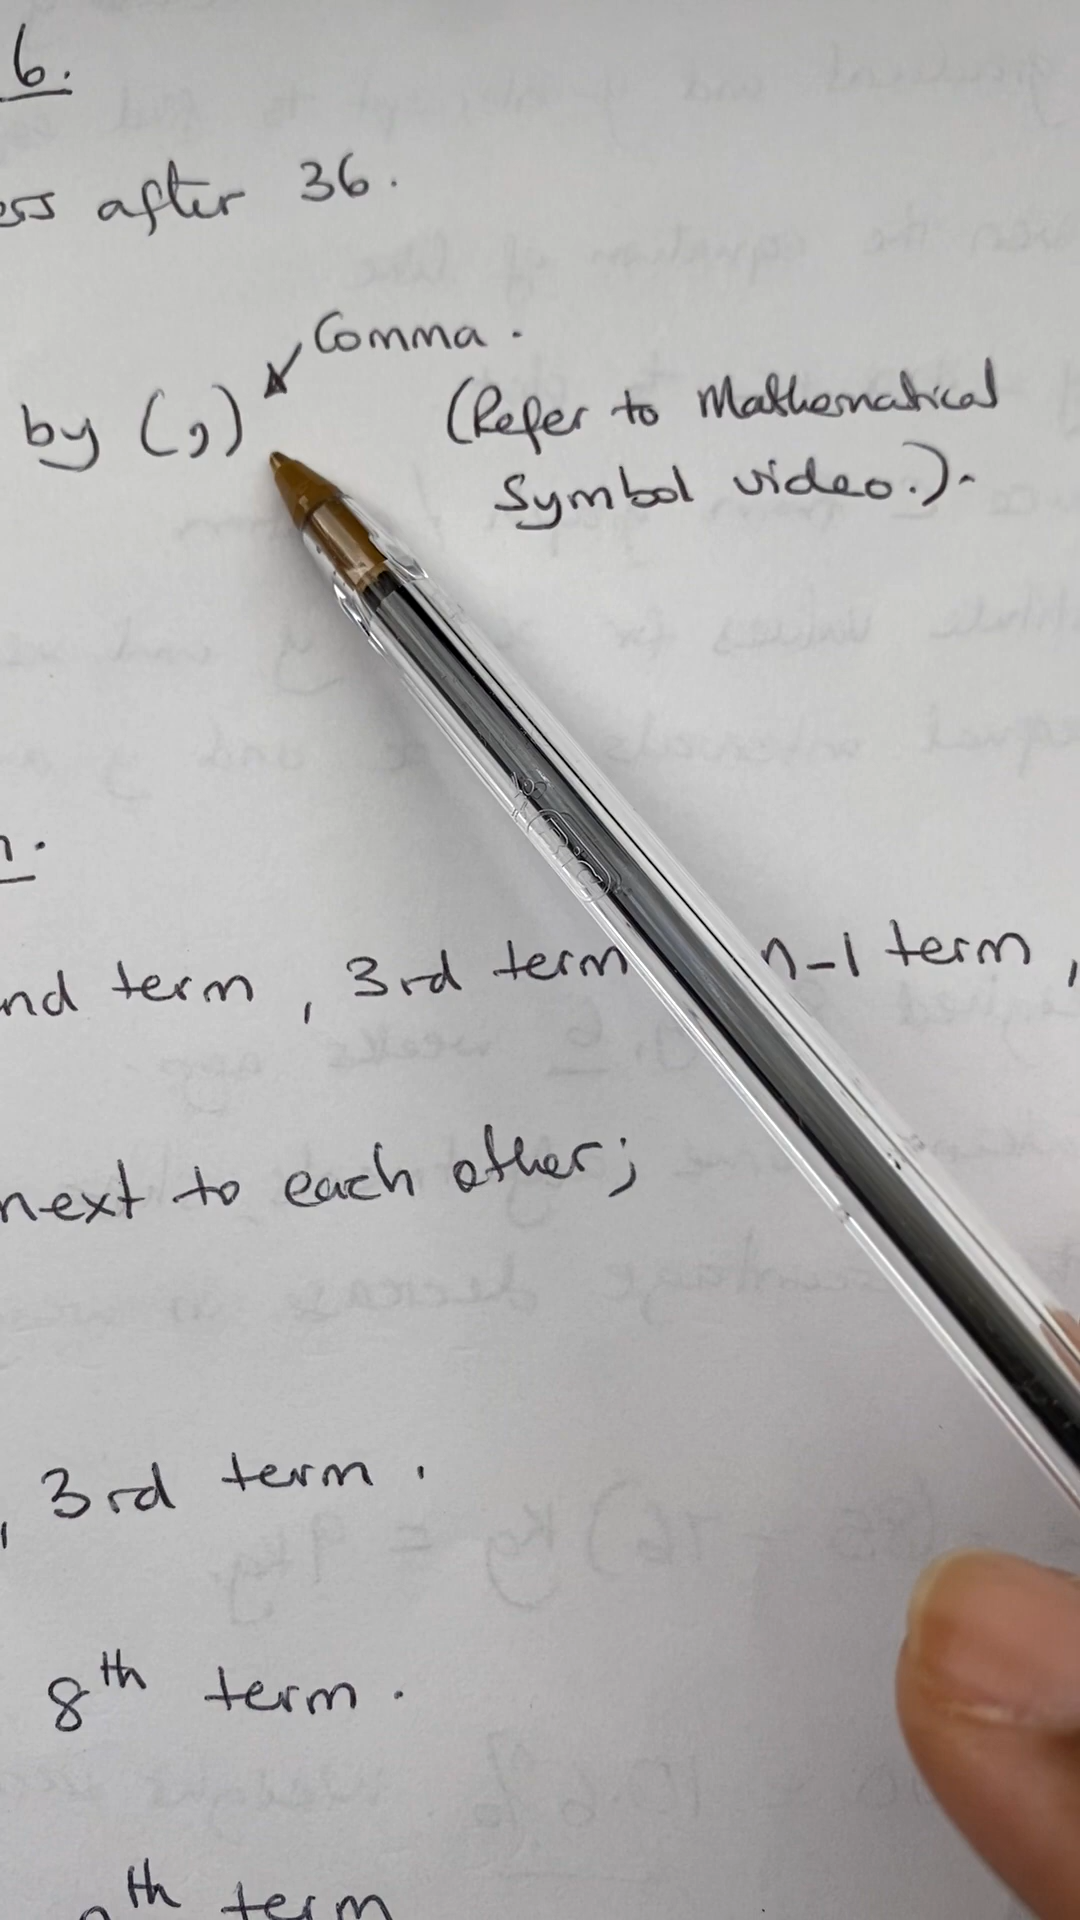 6.
after 36.
Comma.
by (,)
(Refer to Mathematical
Symbol video.).
nd term, 3rd term n-1 term,
next to each other;
, 3rd term.
8th term.
th term